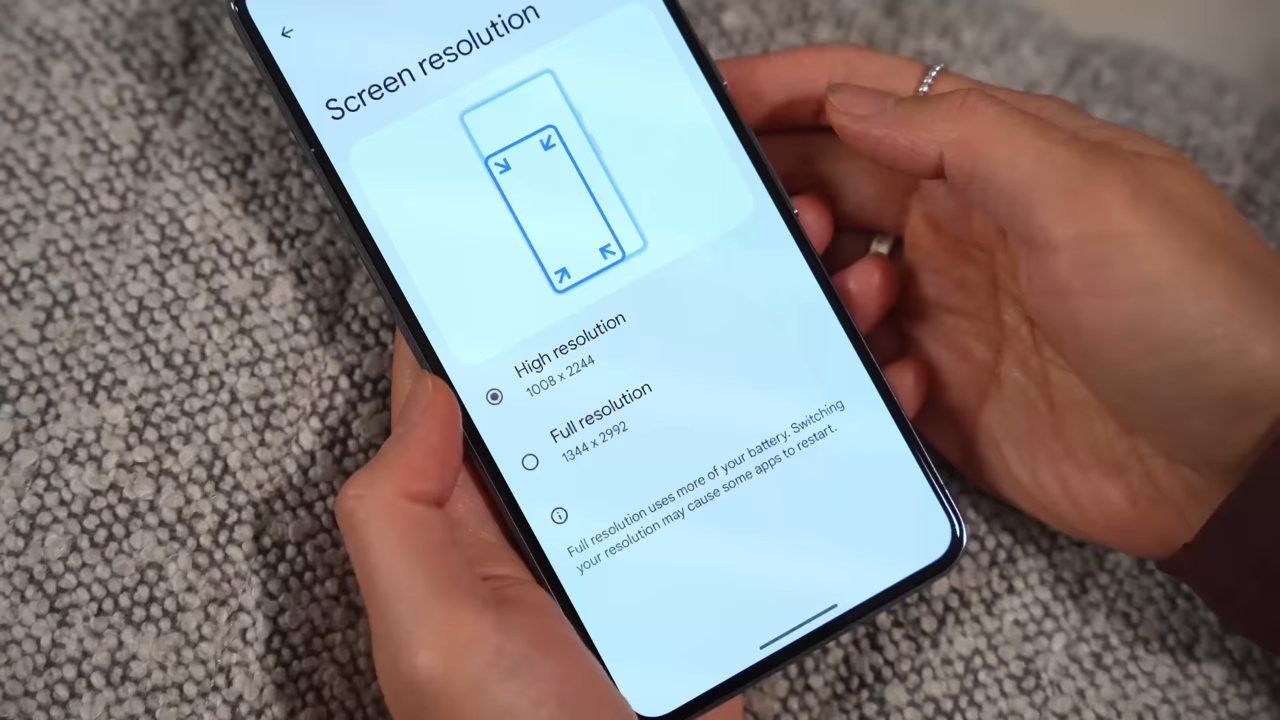 Screen resolution
High resolution
1008 x 2244
Full resolution
1344 x 2992
Full resolution uses more of your battery. Switching
your resolution may cause some apps to restart.